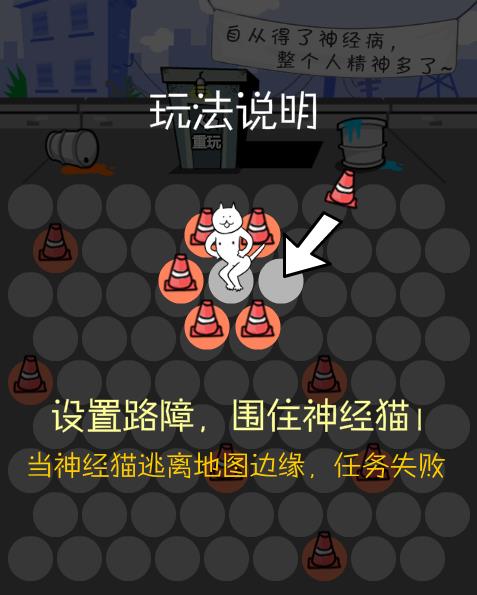 自从得了神经病，
整个人精神多了~
玩法说明
重玩
设置路障，围住神经猫!
当神经猫逃离地图边缘，任务失败